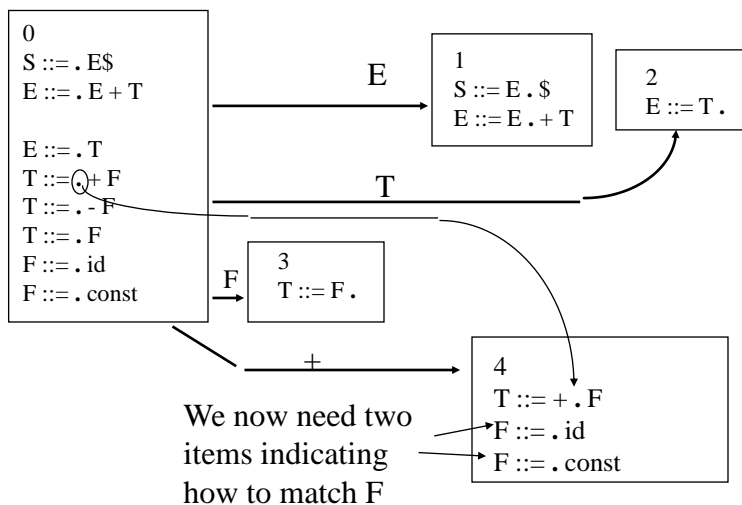 0
S ::= . E$
E ::= . E + T
E ::= . T
T ::= . + F
T ::= . - F
T ::= . F
F ::= . id
F ::= . const
E
1
S ::= E . $
E ::= E . + T
2
E ::= T .
T
F
3
T ::= F .
+
4
T ::= + . F
F ::= . id
F ::= . const
We now need two
items indicating
how to match F